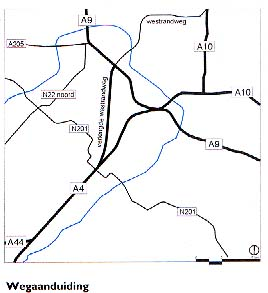 A9
westrandweg
A205
A10
N22 noord
A10
verlengde westrandweg
N201
A9
A4
N201
A44
Wegaanduiding